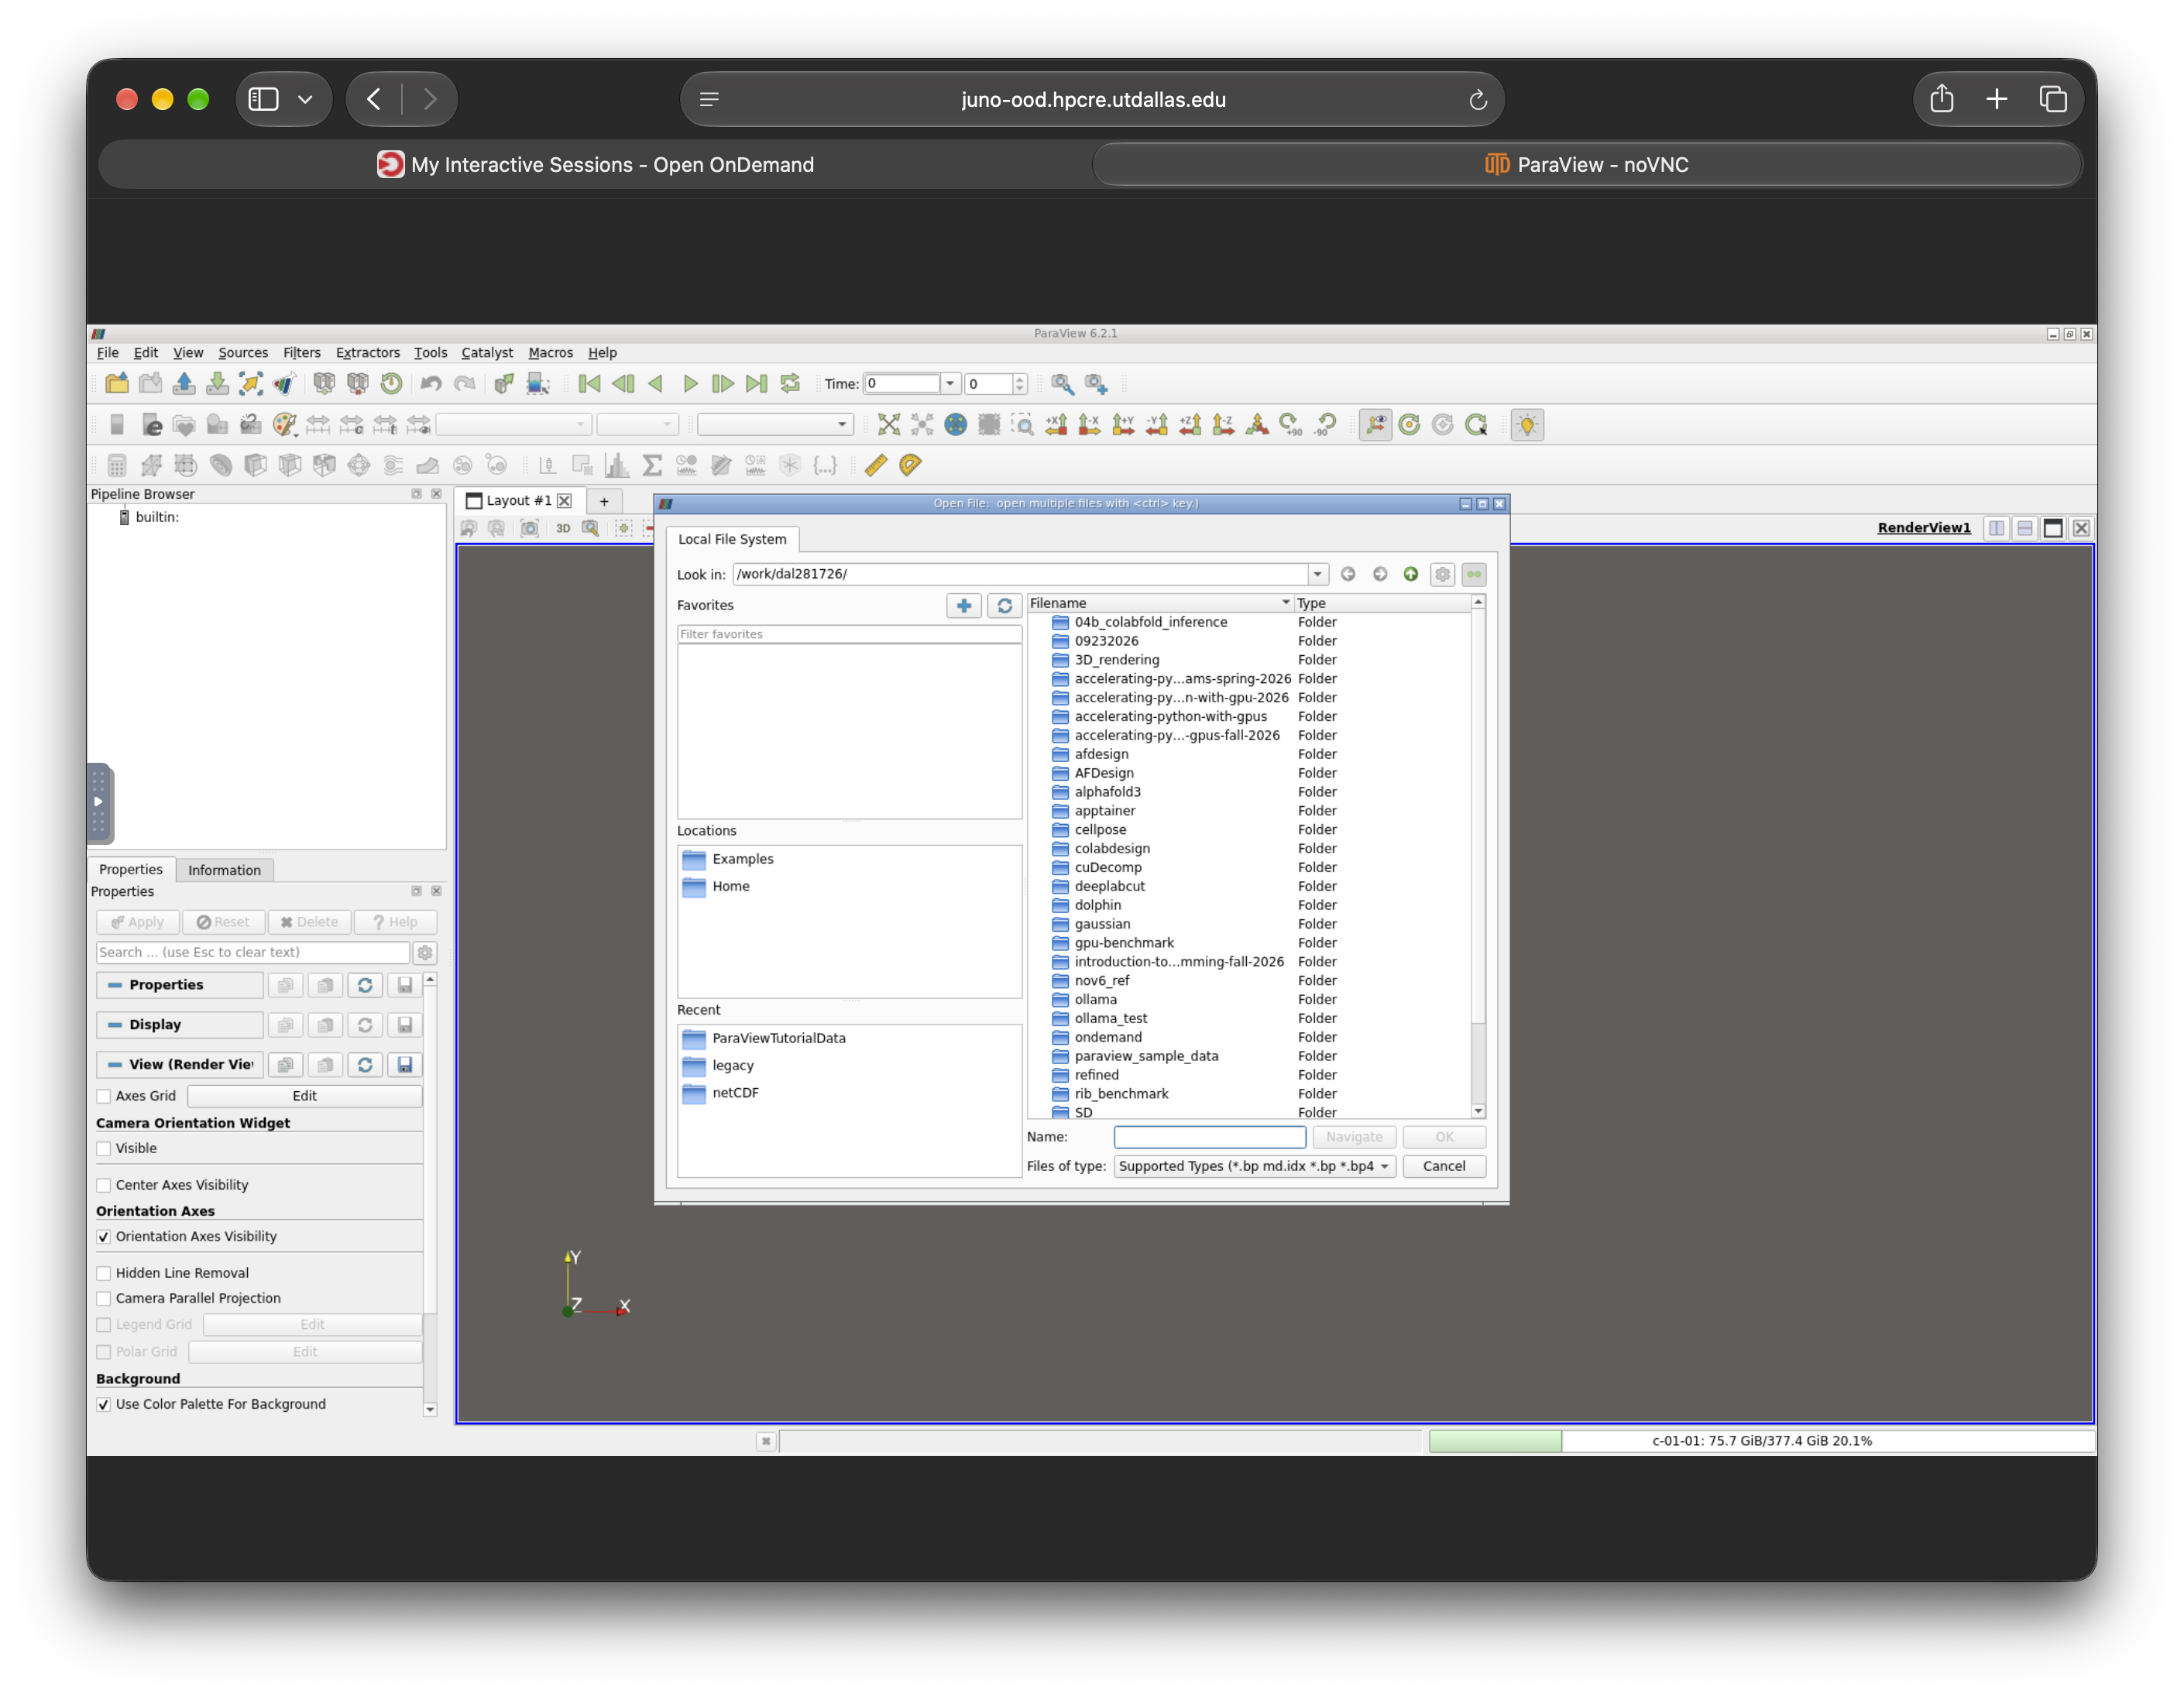 juno-ood.hpcre.utdallas.edu
My Interactive Sessions - Open OnDemand
UTD ParaView - noVNC
ParaView 6.2.1
File Edit View Sources Filters Extractors Tools Catalyst Macros Help
Time: 0 0
+X -X +Y -Y +Z -Z +90 -90
Pipeline Browser
builtin:
Layout #1 +
3D
RenderView1
Open File: open multiple files with <ctrl> key.)
Local File System
Look in: /work/dal281726/
Favorites
Filter favorites
Locations
Examples
Home
Recent
ParaViewTutorialData
legacy
netCDF
Filename Type
04b_colabfold_inference Folder
09232026 Folder
3D_rendering Folder
accelerating-py...ams-spring-2026 Folder
accelerating-py...n-with-gpu-2026 Folder
accelerating-python-with-gpus Folder
accelerating-py...-gpus-fall-2026 Folder
afdesign Folder
AFDesign Folder
alphafold3 Folder
apptainer Folder
cellpose Folder
colabdesign Folder
cuDecomp Folder
deeplabcut Folder
dolphin Folder
gaussian Folder
gpu-benchmark Folder
introduction-to...mming-fall-2026 Folder
nov6_ref Folder
ollama Folder
ollama_test Folder
ondemand Folder
paraview_sample_data Folder
refined Folder
rib_benchmark Folder
SD Folder
Name: Navigate OK
Files of type: Supported Types (*.bp md.idx *.bp *.bp4 Cancel
Properties Information
Properties
Apply Reset Delete ? Help
Search ... (use Esc to clear text)
Properties
Display
View (Render Vie
Axes Grid Edit
Camera Orientation Widget
Visible
Center Axes Visibility
Orientation Axes
Orientation Axes Visibility
Hidden Line Removal
Camera Parallel Projection
Legend Grid Edit
Polar Grid Edit
Background
Use Color Palette For Background
Y
Z X
c-01-01: 75.7 GiB/377.4 GiB 20.1%